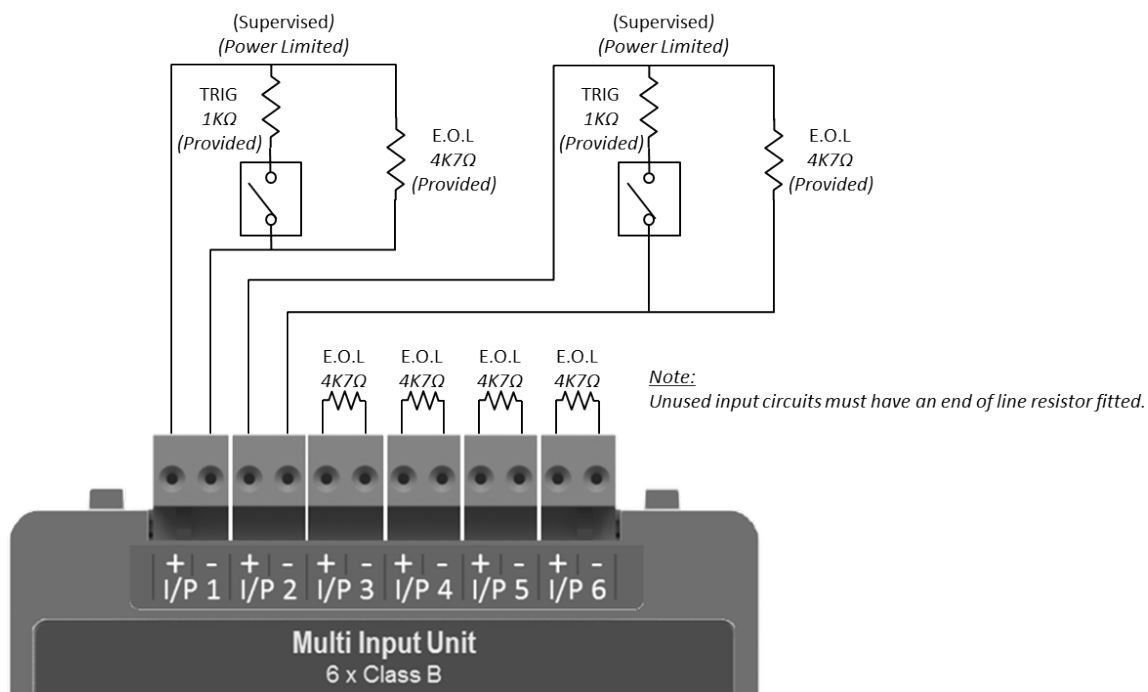 (Supervised)
(Power Limited)
TRIG
1KΩ
(Provided)
E.O.L
4K7Ω
(Provided)
(Supervised)
(Power Limited)
TRIG
1KΩ
(Provided)
E.O.L
4K7Ω
(Provided)
E.O.L
4K7Ω
E.O.L
4K7Ω
E.O.L
4K7Ω
E.O.L
4K7Ω
Note:
Unused input circuits must have an end of line resistor fitted.
+ - + - + - + - + - + -
I/P 1 I/P 2 I/P 3 I/P 4 I/P 5 I/P 6
Multi Input Unit
6 x Class B